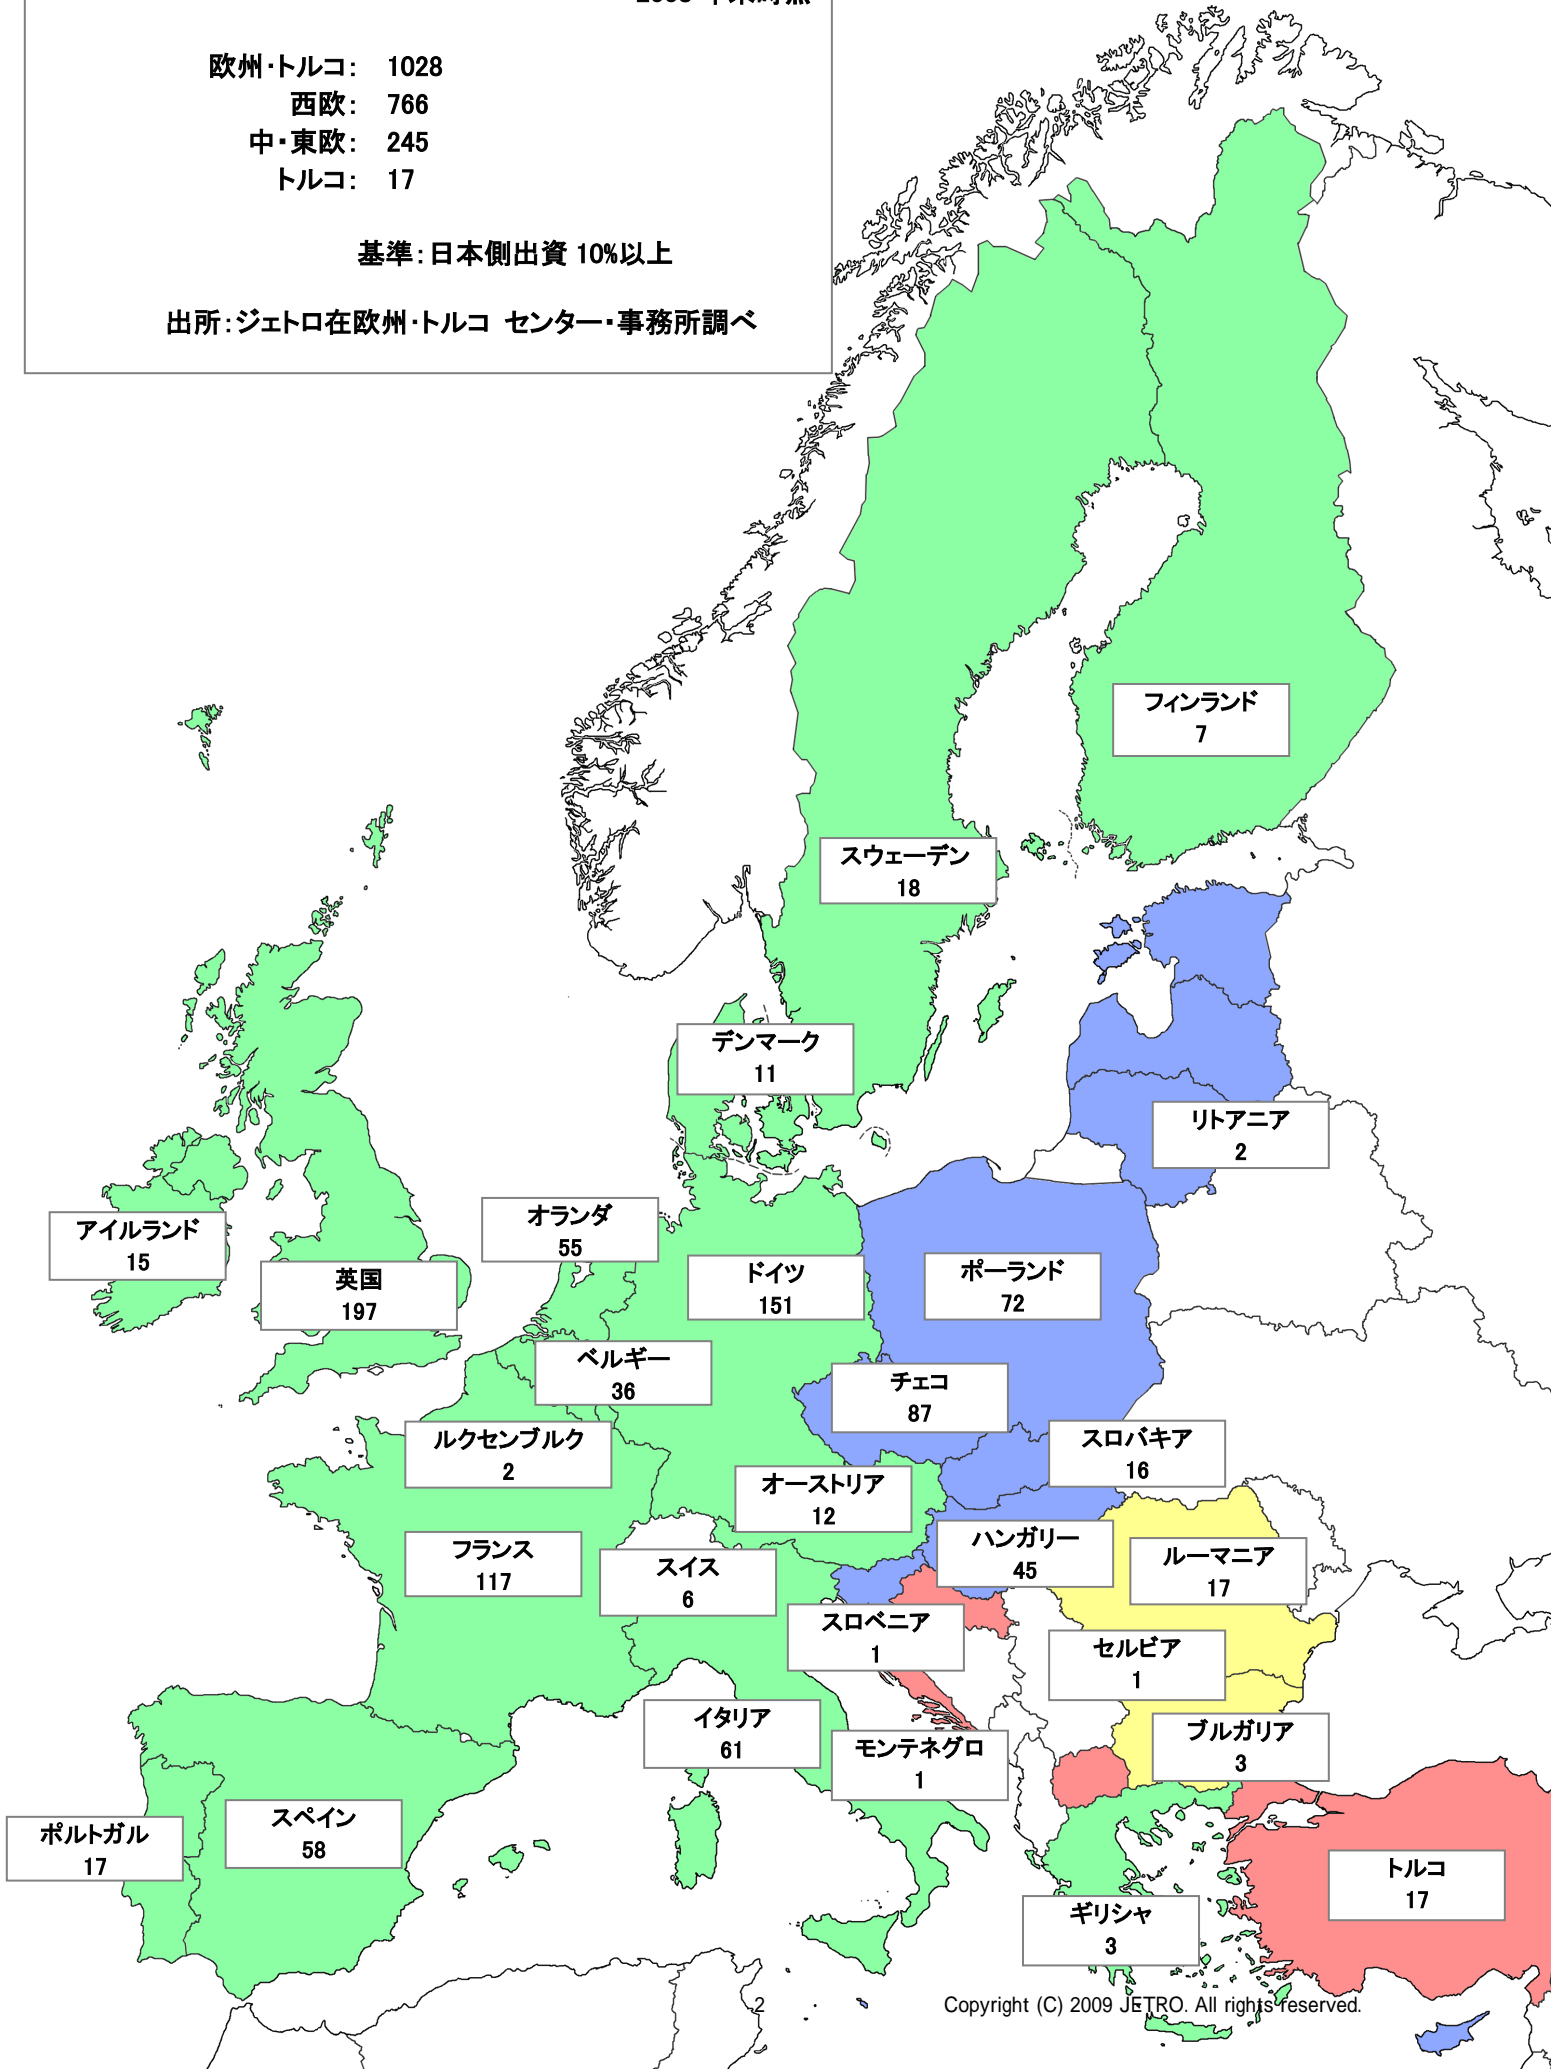 欧州・トルコ: 1028
西欧: 766
中・東欧: 245
トルコ: 17
基準:日本側出資 10%以上
出所:ジェトロ在欧州・トルコ センター・事務所調べ
フィンランド
7
スウェーデン
18
デンマーク
11
リトアニア
2
オランダ
55
アイルランド
15
英国
197
ドイツ
151
ポーランド
72
ベルギー
36
チェコ
87
ルクセンブルク
2
スロバキア
16
オーストリア
12
フランス
117
スイス
6
ハンガリー
45
ルーマニア
17
スロベニア
1
セルビア
1
イタリア
61
モンテネグロ
1
ブルガリア
3
ポルトガル
17
スペイン
58
トルコ
17
ギリシャ
3
2
Copyright (C) 2009 JETRO. All rights reserved.